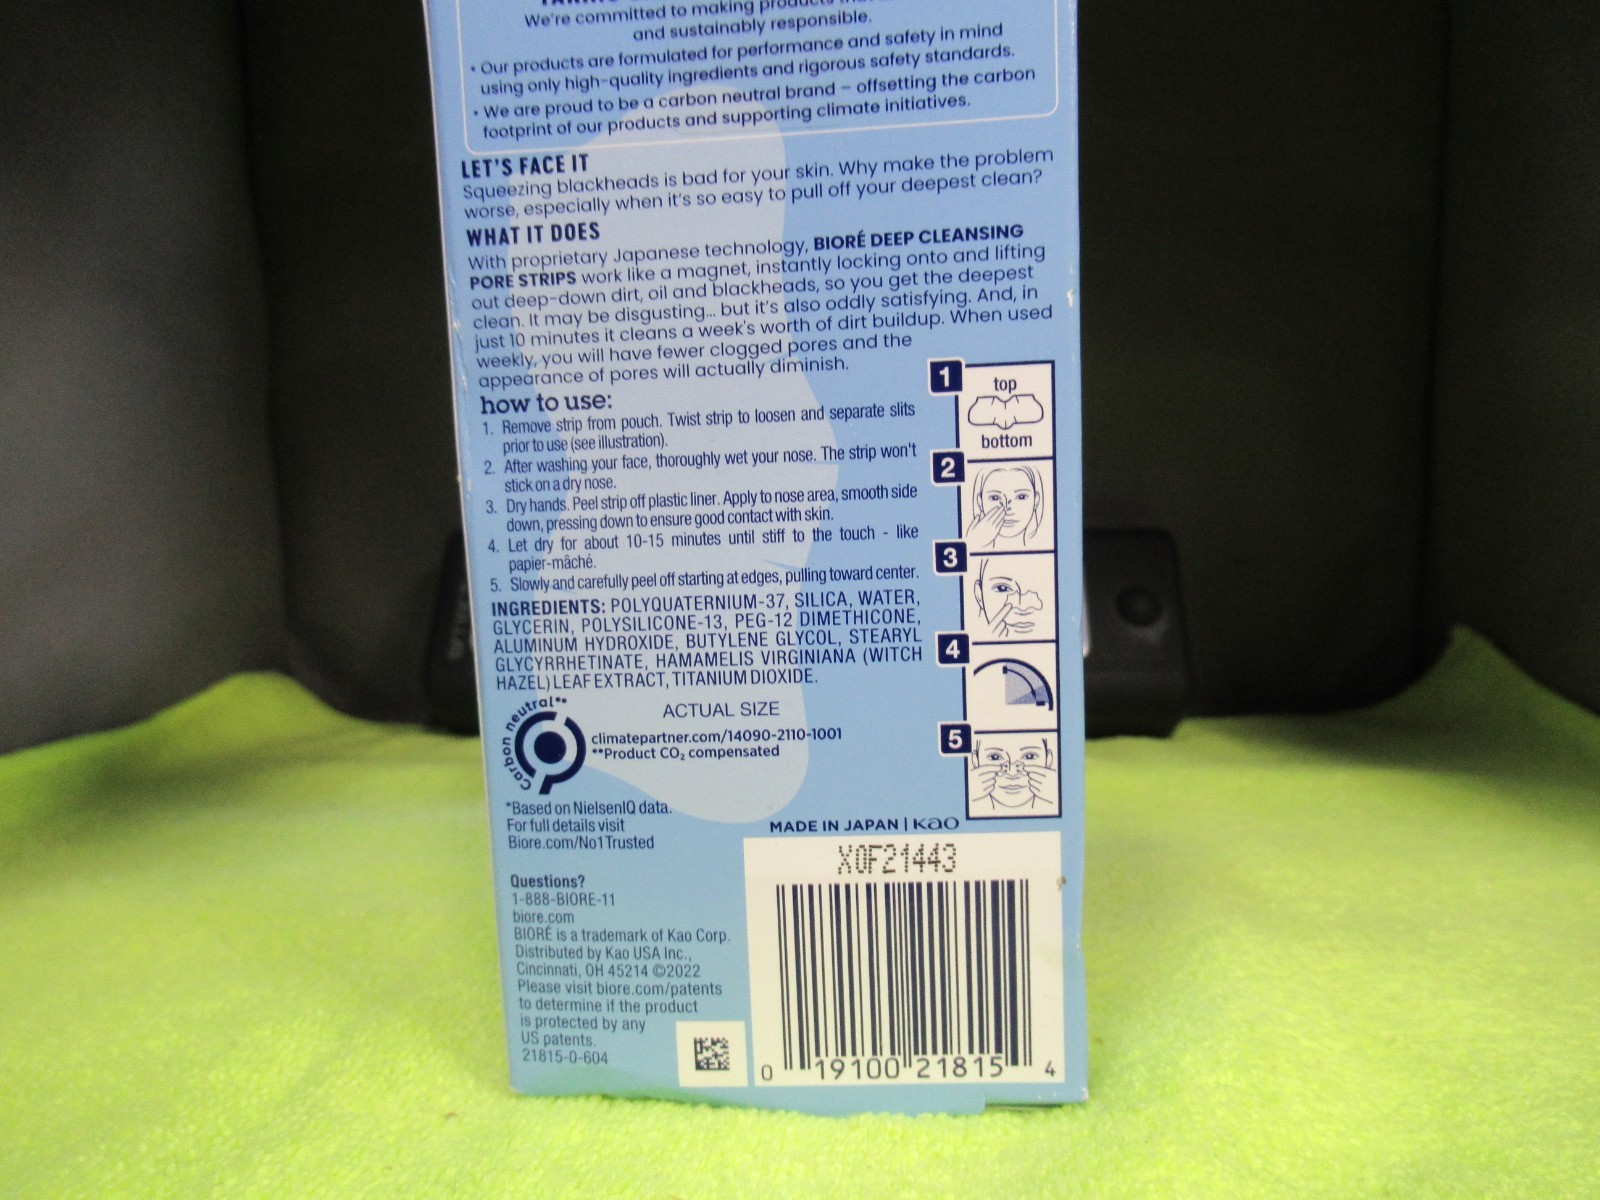 We're committed to making products
and sustainably responsible.
• Our products are formulated for performance and safety in mind
using only high-quality ingredients and rigorous safety standards.
• We are proud to be a carbon neutral brand – offsetting the carbon
footprint of our products and supporting climate initiatives.
LET'S FACE IT
Squeezing blackheads is bad for your skin. Why make the problem
worse, especially when it's so easy to pull off your deepest clean?
WHAT IT DOES
With proprietary Japanese technology, BIORÉ DEEP CLEANSING
PORE STRIPS work like a magnet, instantly locking onto and lifting
out deep-down dirt, oil and blackheads, so you get the deepest
clean. It may be disgusting... but it's also oddly satisfying. And, in
just 10 minutes it cleans a week's worth of dirt buildup. When used
weekly, you will have fewer clogged pores and the
appearance of pores will actually diminish.
how to use:
1. Remove strip from pouch. Twist strip to loosen and separate slits
prior to use (see illustration).
2. After washing your face, thoroughly wet your nose. The strip won't
stick on a dry nose.
3. Dry hands. Peel strip off plastic liner. Apply to nose area, smooth side
down, pressing down to ensure good contact with skin.
4. Let dry for about 10-15 minutes until stiff to the touch - like
papier-mâché.
5. Slowly and carefully peel off starting at edges, pulling toward center.
1
top
bottom
2
3
4
5
INGREDIENTS: POLYQUATERNIUM-37, SILICA, WATER,
GLYCERIN, POLYSILICONE-13, PEG-12 DIMETHICONE,
ALUMINUM HYDROXIDE, BUTYLENE GLYCOL, STEARYL
GLYCYRRHETINATE, HAMAMELIS VIRGINIANA (WITCH
HAZEL) LEAF EXTRACT, TITANIUM DIOXIDE.
Carbon neutral**
ACTUAL SIZE
climatepartner.com/14090-2110-1001
**Product CO₂ compensated
*Based on NielsenIQ data.
For full details visit
Biore.com/No1Trusted
MADE IN JAPAN | Kao
X0F21443
Questions?
1-888-BIORE-11
biore.com
BIORÉ is a trademark of Kao Corp.
Distributed by Kao USA Inc.,
Cincinnati, OH 45214 ©2022
Please visit biore.com/patents
to determine if the product
is protected by any
US patents.
21815-0-604
0 19100 21815 4